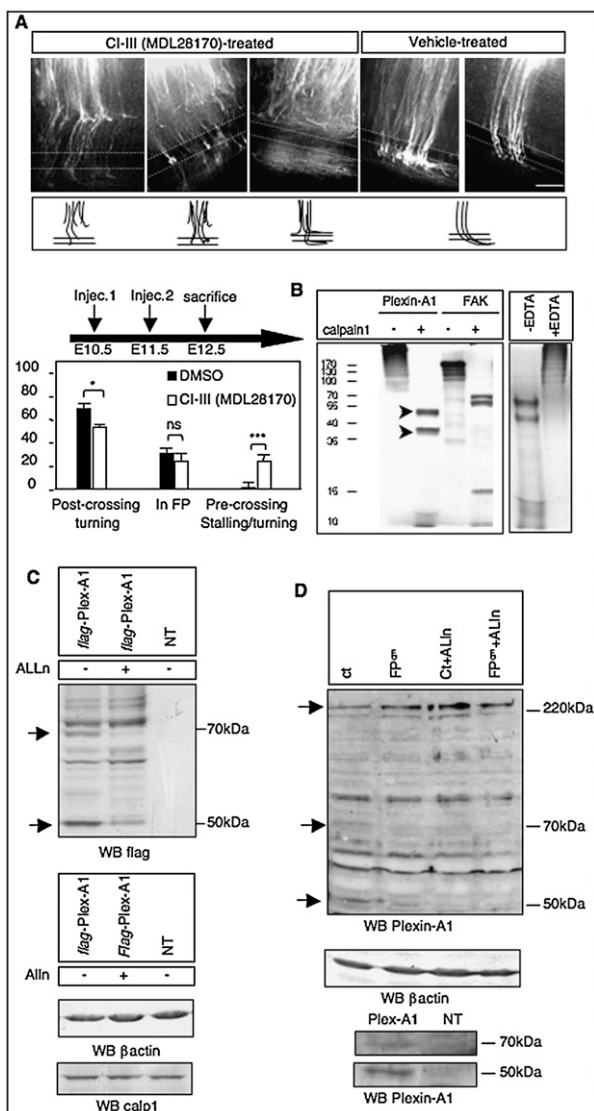 A
CI-III (MDL28170)-treated
Vehicle-treated
Injec.1
Injec.2
sacrifice
E10.5
E11.5
E12.5
100
80
60
40
20
0
DMSO
CI-III (MDL28170)
*
ns
***
Post-crossing turning
In FP
Pre-crossing Stalling/turning
B
Plexin-A1
FAK
calpain1
-
+
-
+
-EDTA
+EDTA
170
130
100
70
55
40
35
15
10
C
flag-Plex-A1
flag-Plex-A1
NT
ALLn
-
+
70kDa
50kDa
WB flag
flag-Plex-A1
Flag-Plex-A1
NT
Alln
-
+
WB βactin
WB calp1
D
ct
FP
Ct+ALln
FP +ALln
220kDa
70kDa
50kDa
WB Plexin-A1
WB βactin
Plex-A1
NT
70kDa
50kDa
WB Plexin-A1